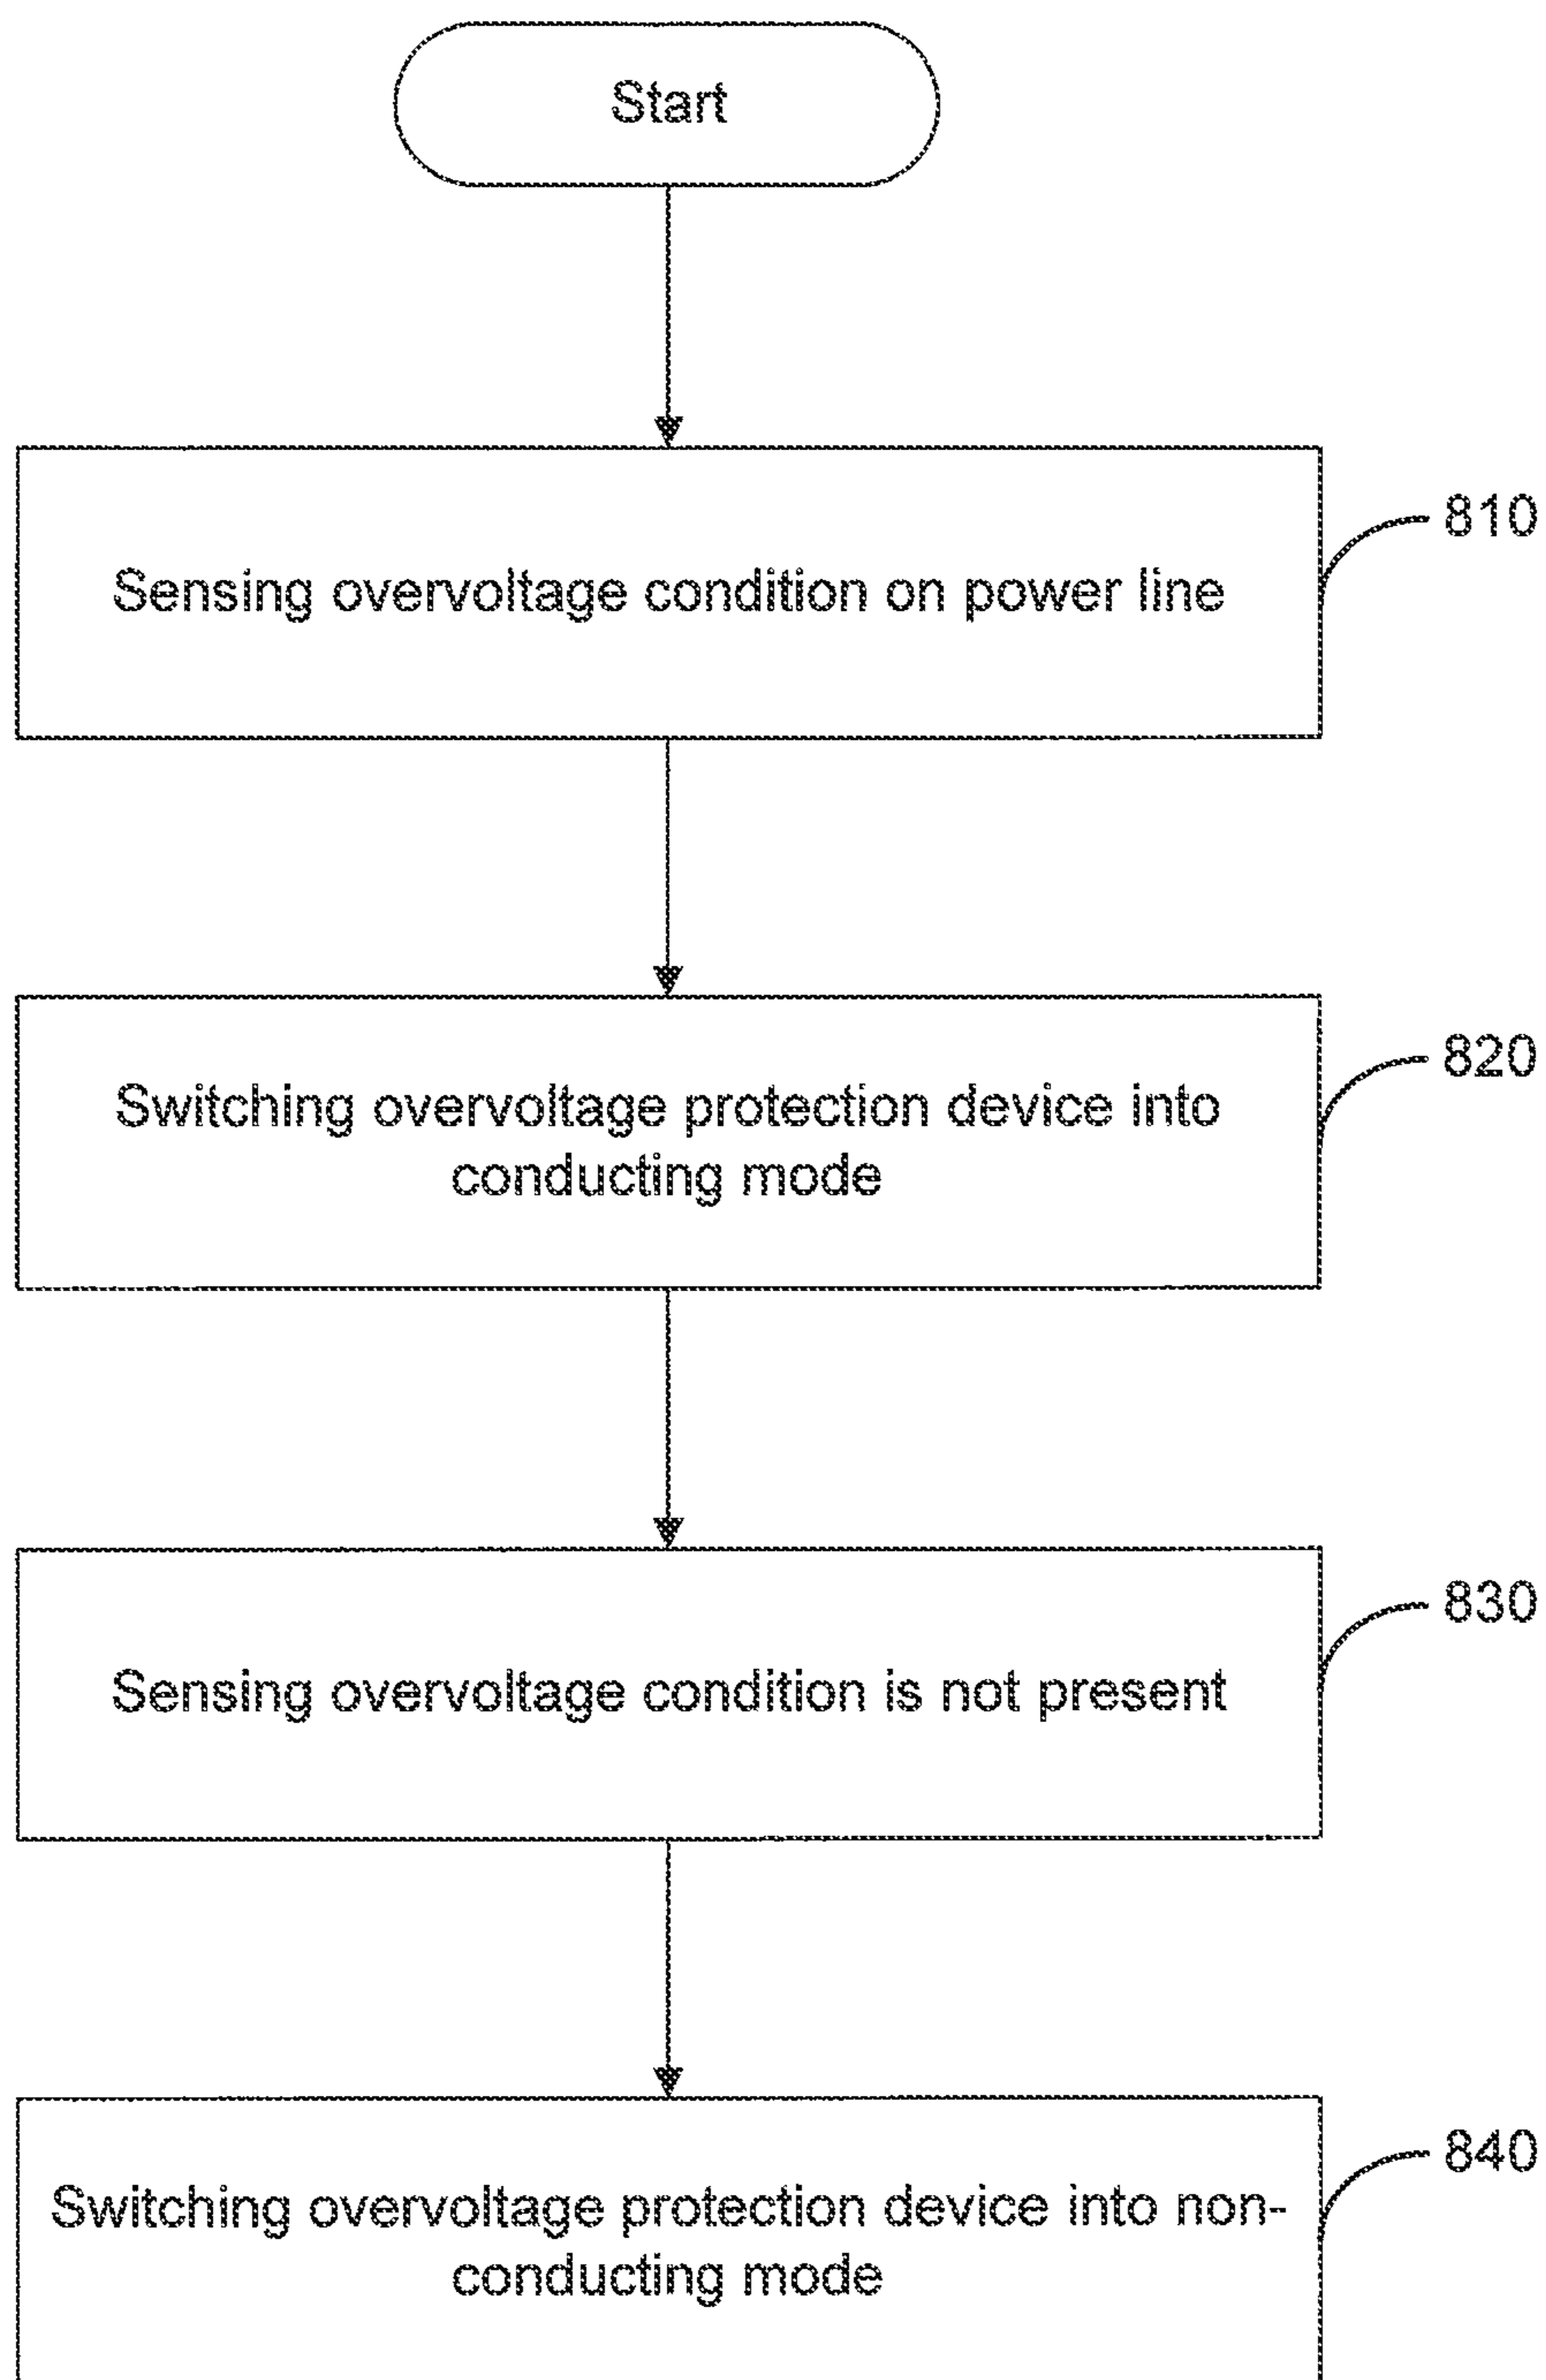 Start
Sensing overvoltage condition on power line
810
Switching overvoltage protection device into
conducting mode
820
Sensing overvoltage condition is not present
830
Switching overvoltage protection device into non-
conducting mode
840